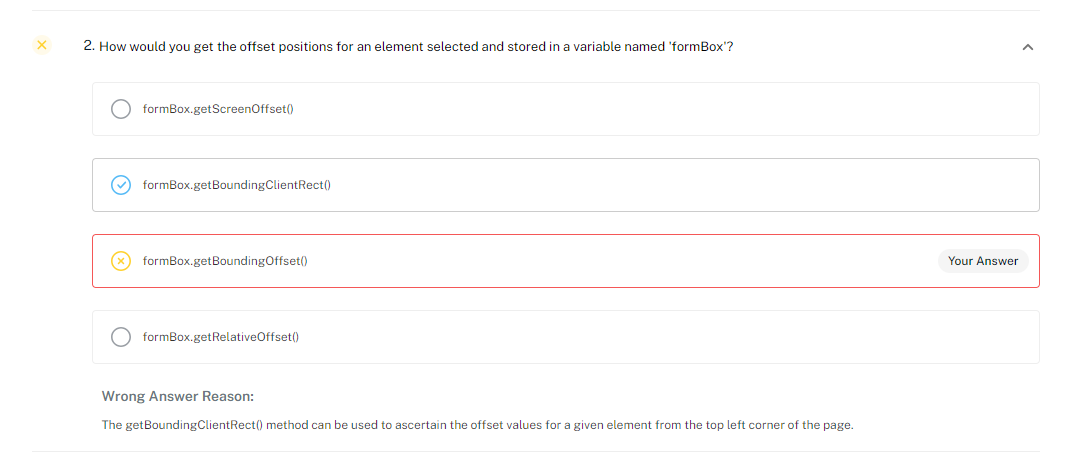 2. How would you get the offset positions for an element selected and stored in a variable named 'formBox'?
formBox.getScreenOffset()
formBox.getBoundingClientRect()
formBox.getBoundingOffset()
Your Answer
formBox.getRelativeOffset()
Wrong Answer Reason:
The getBoundingClientRect() method can be used to ascertain the offset values for a given element from the top left corner of the page.